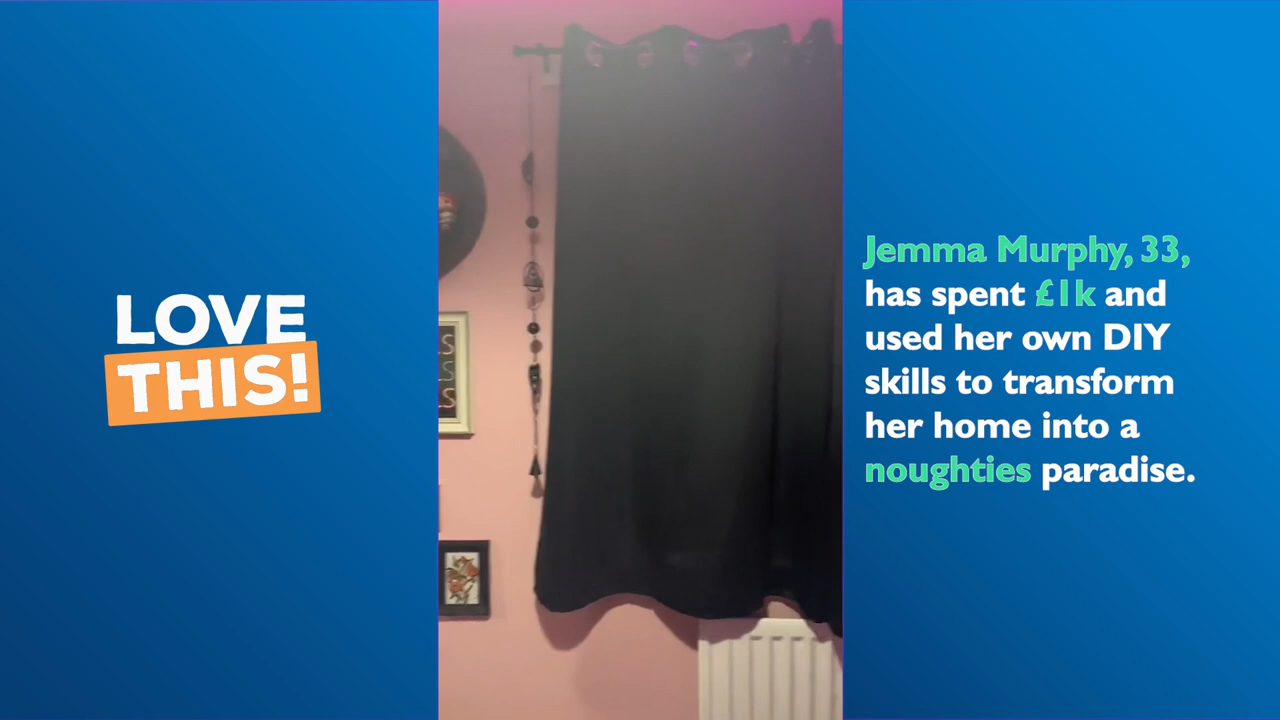 LOVE
THIS!
Jemma Murphy, 33,
has spent £1k and
used her own DIY
skills to transform
her home into a
noughties paradise.